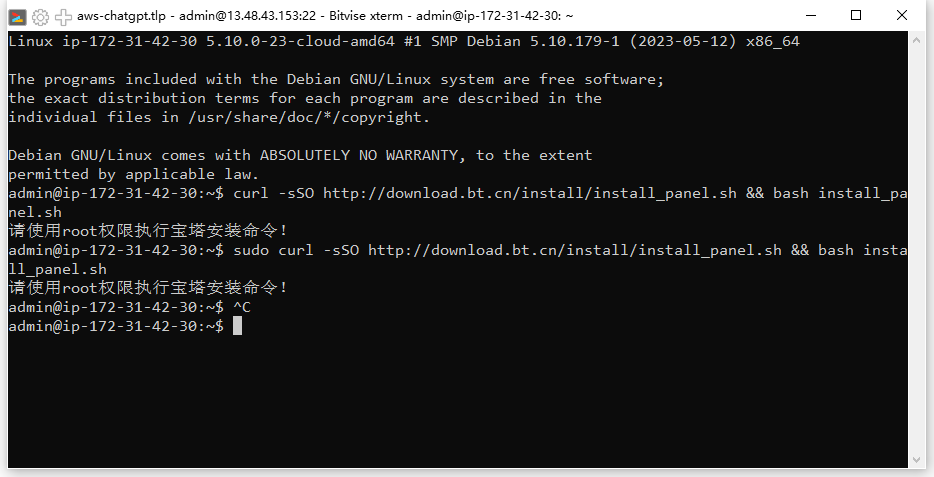 aws-chatgpt.tlp - admin@13.48.43.153:22 - Bitvise xterm - admin@ip-172-31-42-30: ~
Linux ip-172-31-42-30 5.10.0-23-cloud-amd64 #1 SMP Debian 5.10.179-1 (2023-05-12) x86_64
The programs included with the Debian GNU/Linux system are free software;
the exact distribution terms for each program are described in the
individual files in /usr/share/doc/*/copyright.
Debian GNU/Linux comes with ABSOLUTELY NO WARRANTY, to the extent
permitted by applicable law.
admin@ip-172-31-42-30:~$ curl -sSO http://download.bt.cn/install/install_panel.sh && bash install_pa
nel.sh
请使用root权限执行宝塔安装命令！
admin@ip-172-31-42-30:~$ sudo curl -sSO http://download.bt.cn/install/install_panel.sh && bash insta
ll_panel.sh
请使用root权限执行宝塔安装命令！
admin@ip-172-31-42-30:~$ ^C
admin@ip-172-31-42-30:~$